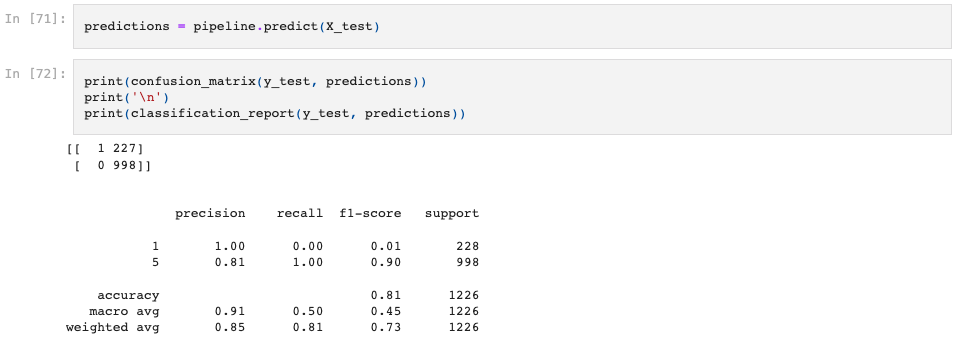 In [71]: predictions = pipeline.predict(X_test)
In [72]: print(confusion_matrix(y_test, predictions))
print('\n')
print(classification_report(y_test, predictions))
[[  1 227]
 [  0 998]]
              precision    recall  f1-score   support
           1       1.00      0.00      0.01       228
           5       0.81      1.00      0.90       998
    accuracy                           0.81      1226
   macro avg       0.91      0.50      0.45      1226
weighted avg       0.85      0.81      0.73      1226